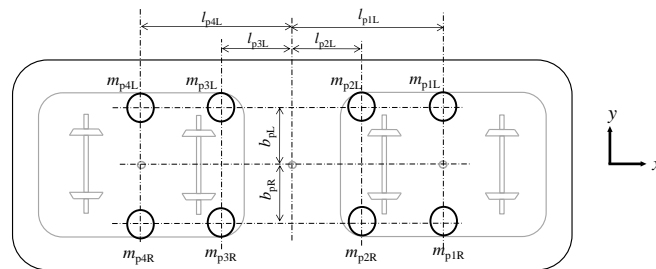 l_p4L l_p1L
l_p3L l_p2L
m_p4L m_p3L m_p2L m_p1L
b_pL
y
x
b_pR
m_p4R m_p3R m_p2R m_p1R